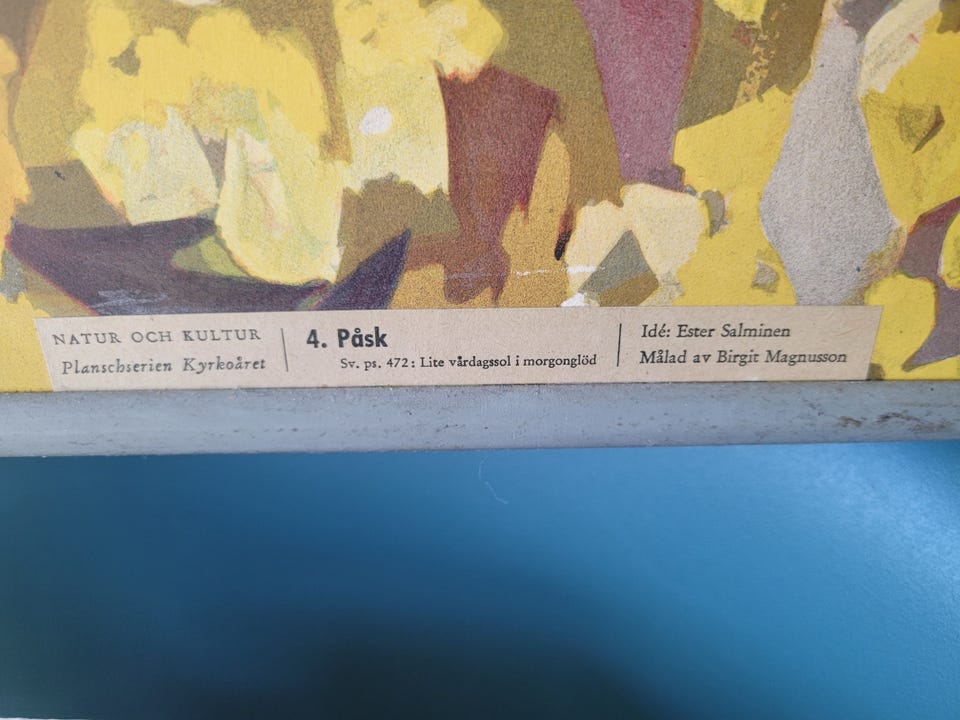 NATUR OCH KULTUR
Planschserien Kyrkoåret
4. Påsk
Sv. ps. 472: Lite vårdagssol i morgonglöd
Idé: Ester Salminen
Målad av Birgit Magnusson